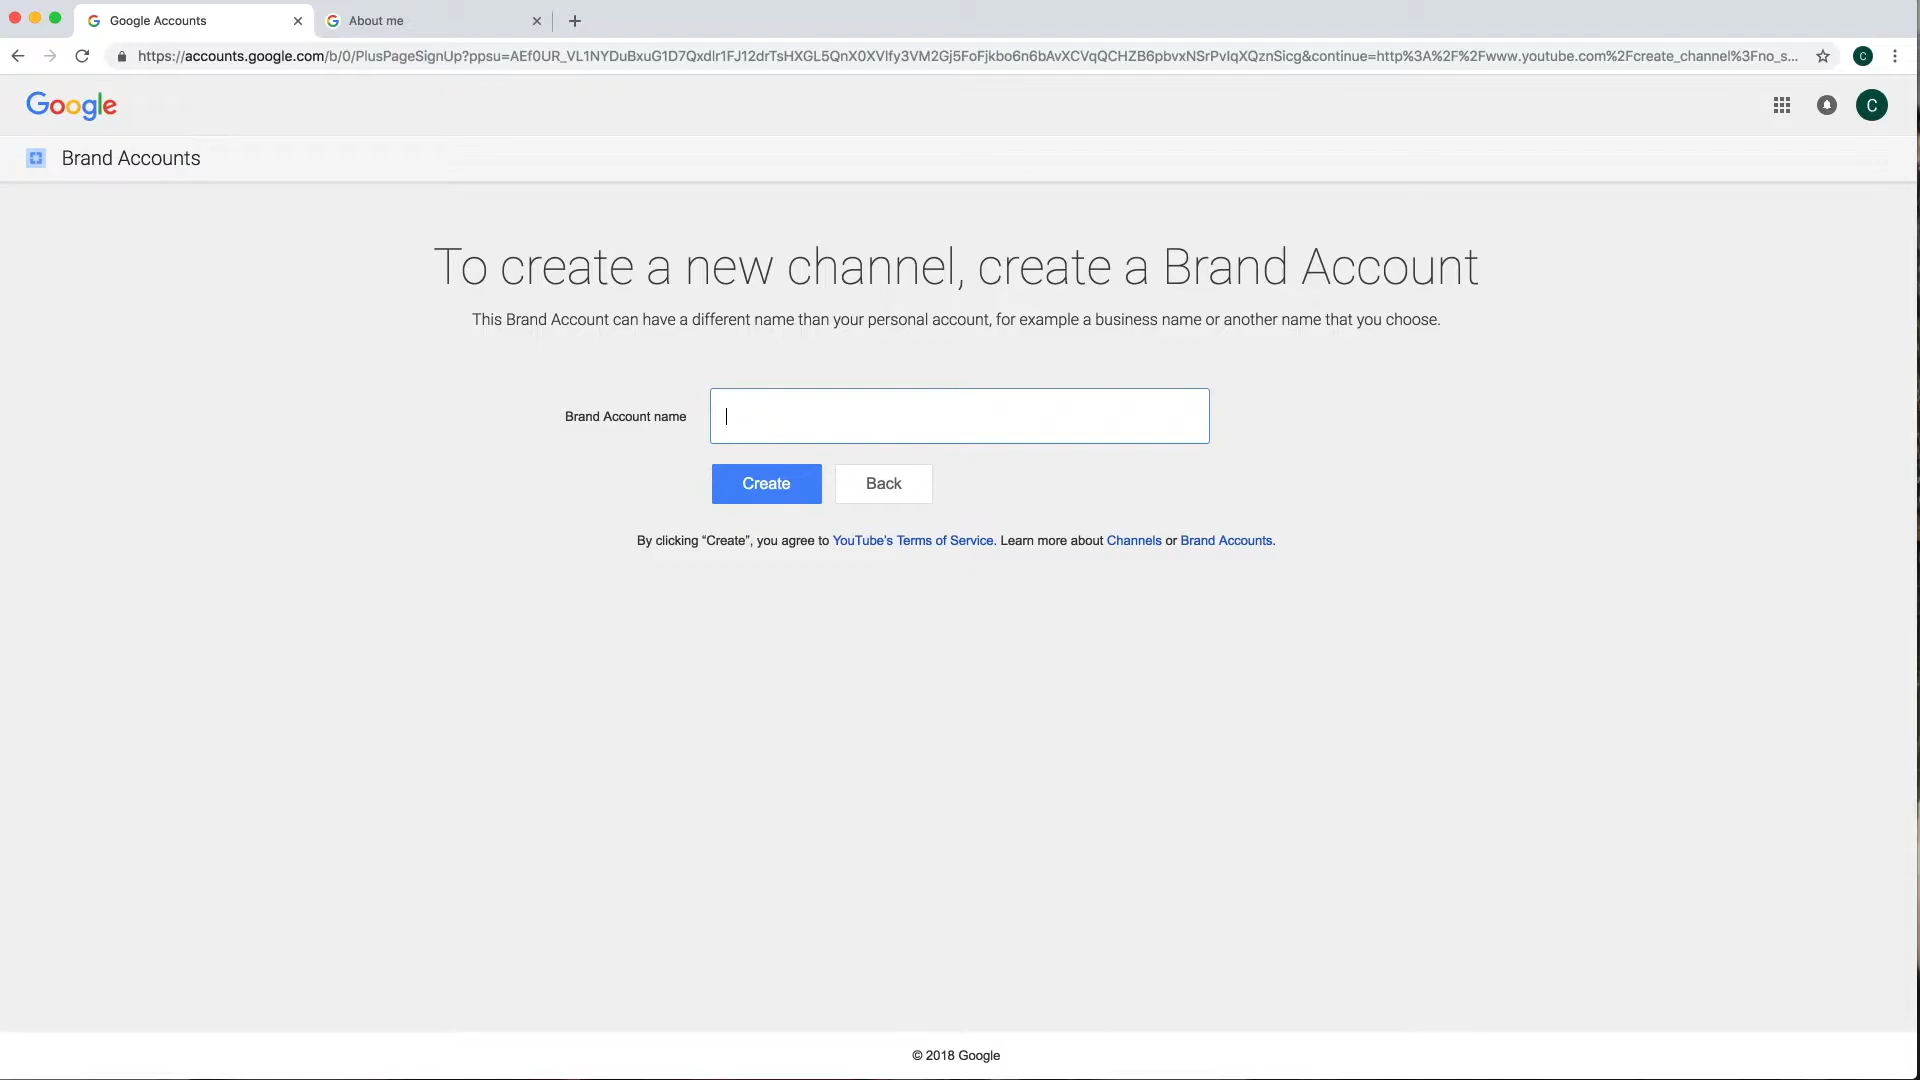 Google Accounts
About me
https://accounts.google.com/b/0/PlusPageSignUp?ppsu=AEf0UR_VL1NYDuBxuG1D7Qxdlr1FJ12drTsHXGL5QnX0XVlfy3VM2Gj5FoFjkbo6n6bAvXCVqQCHZB6pbvxNSrPvlqXQznSicg&continue=http%3A%2F%2Fwww.youtube.com%2Fcreate_channel%3Fno_s...
C
Google
C
Brand Accounts
To create a new channel, create a Brand Account
This Brand Account can have a different name than your personal account, for example a business name or another name that you choose.
Brand Account name
Create Back
By clicking “Create”, you agree to YouTube's Terms of Service. Learn more about Channels or Brand Accounts.
© 2018 Google